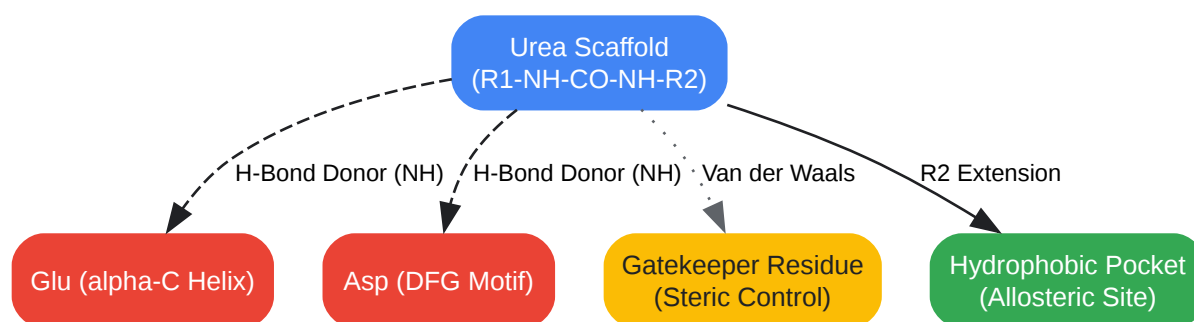 Urea Scaffold
(R1-NH-CO-NH-R2)
H-Bond Donor (NH)
H-Bond Donor (NH)
Van der Waals
R2 Extension
Glu (alpha-C Helix)
Asp (DFG Motif)
Gatekeeper Residue
(Steric Control)
Hydrophobic Pocket
(Allosteric Site)